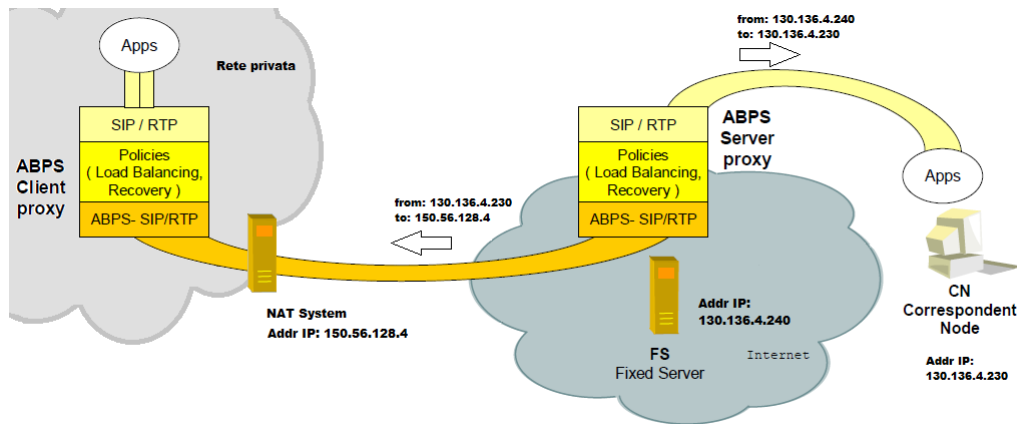 Apps
Rete privata
SIP / RTP
Policies
( Load Balancing,
Recovery )
ABPS- SIP/RTP
ABPS
Client
proxy
NAT System
Addr IP: 150.56.128.4
from: 130.136.4.230
to: 150.56.128.4
from: 130.136.4.240
to: 130.136.4.230
SIP / RTP
Policies
( Load Balancing,
Recovery )
ABPS- SIP/RTP
ABPS
Server
proxy
Addr IP:
130.136.4.240
FS
Fixed Server
Internet
Apps
CN
Correspondent
Node
Addr IP:
130.136.4.230